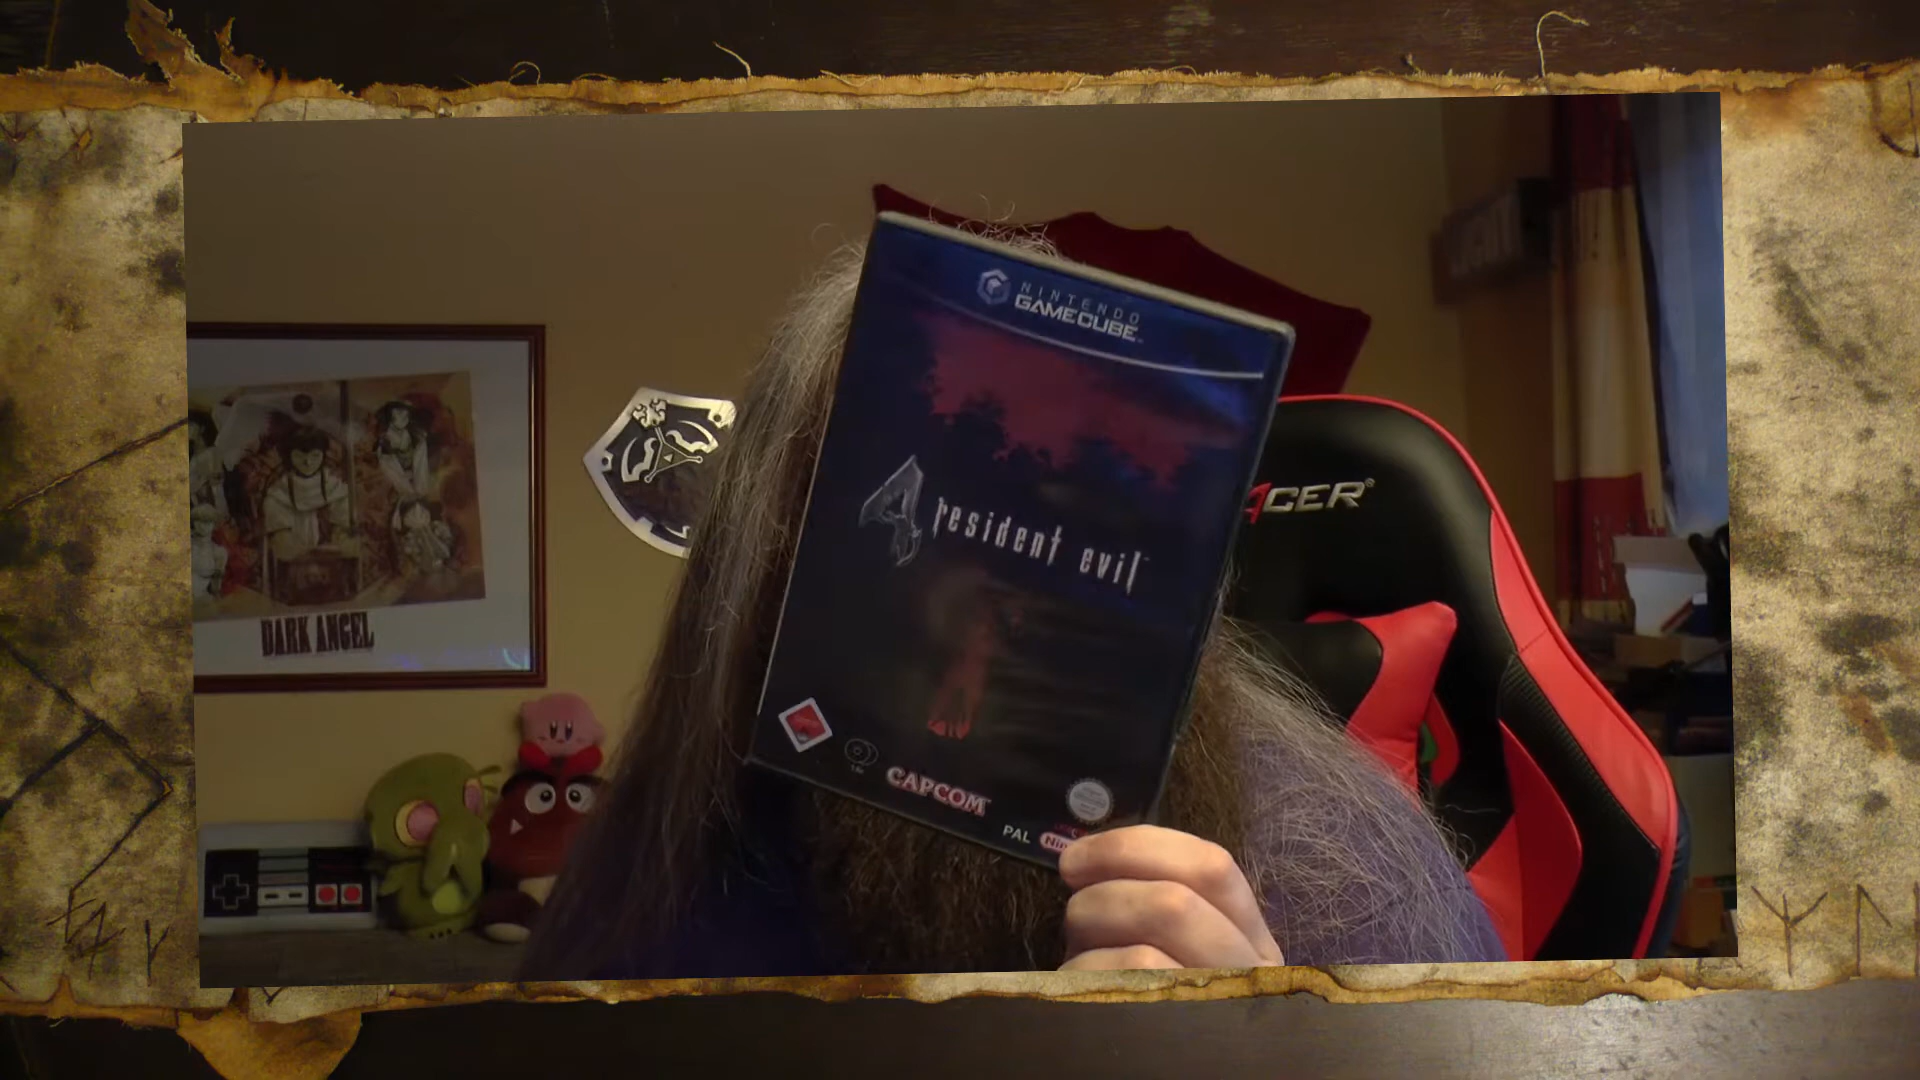 NINTENDO
GAMECUBE
4
resident evil
ACER
DARK ANGEL
CAPCOM
PAL